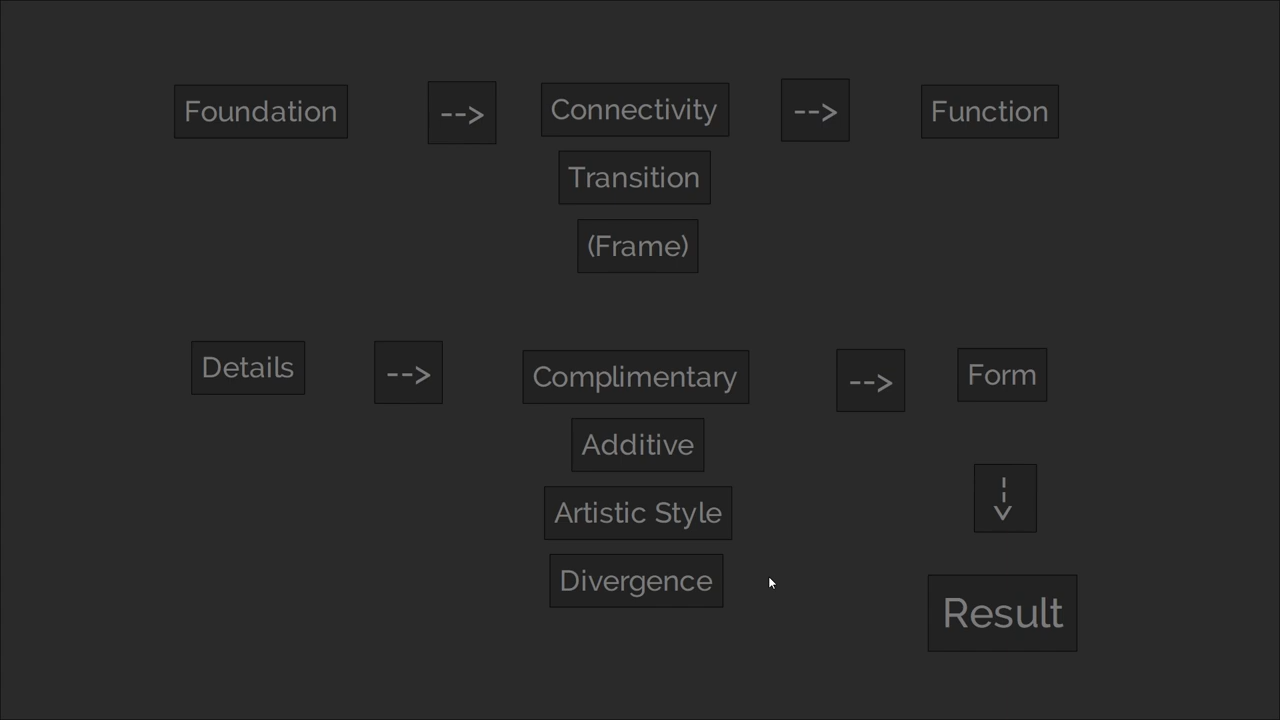 Foundation --> Connectivity --> Function
Transition
(Frame)
Details --> Complimentary --> Form
Additive
Artistic Style
-->
Divergence
Result